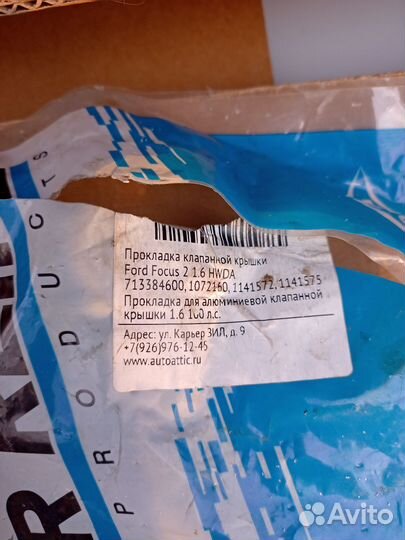 PRODUCTS
Прокладка клапанной крышки
Ford Focus 2 1.6 HWDA
713384600, 1072160, 1141572, 1141575
Прокладка для алюминиевой клапанной
крышки 1.6 100 л.с.
Адрес: ул. Карьер ЗИЛ, д. 9
+7(926)976-12-45
www.autoattic.ru
Avito